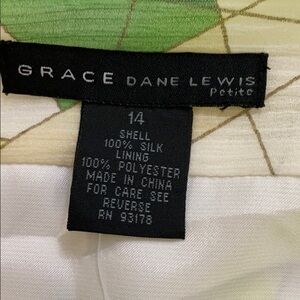 GRACE DANE LEWIS
Petite
14
SHELL
100% SILK
LINING
100% POLYESTER
MADE IN CHINA
FOR CARE SEE
REVERSE
RN 93178